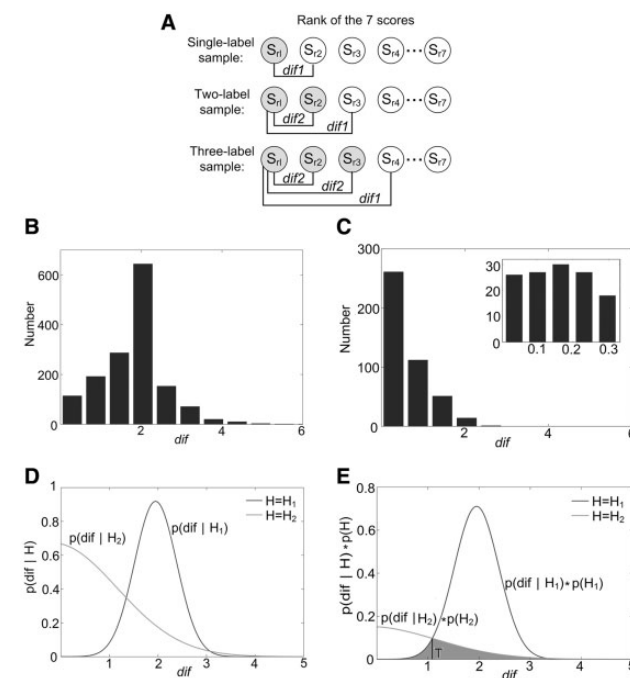 A
Rank of the 7 scores
Single-label sample: S_r1 S_r2 S_r3 S_r4 ... S_r7
dif1
Two-label sample: S_r1 S_r2 S_r3 S_r4 ... S_r7
dif2
dif1
Three-label sample: S_r1 S_r2 S_r3 S_r4 ... S_r7
dif2
dif2
dif1
B
Number
600
400
200
0
2 4 6
dif
C
Number
300
200
100
0
2 4 6
dif
30
20
10
0
0.1 0.2 0.3
D
p(dif | H)
1
0.8
0.6
0.4
0.2
0
1 2 3 4 5
dif
H=H₁
H=H₂
p(dif | H₂)
p(dif | H₁)
E
p(dif | H)*p(H)
0.8
0.6
0.4
0.2
0
1 2 3 4 5
dif
H=H₁
H=H₂
p(dif | H₁)*p(H₁)
p(dif |H₂) *p(H₂)
T